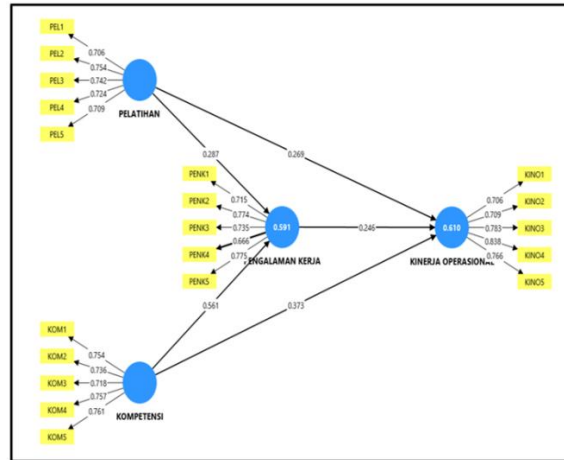 PEL1
0.706
PEL2
0.754
PEL3
0.742
PEL4
0.724
PEL5
0.709
PELATIHAN
0.287
0.269
PENK1
0.715
PENK2
0.774
PENK3
0.735
PENK4
0.666
PENK5
0.775
0.591
PENGALAMAN KERJA
0.246
0.610
KINERJA OPERASIONAL
KINO1
0.706
KINO2
0.709
KINO3
0.783
KINO4
0.838
KINO5
0.766
0.561
0.373
KOM1
0.754
KOM2
0.736
KOM3
0.718
KOM4
0.757
KOM5
0.761
KOMPETENSI